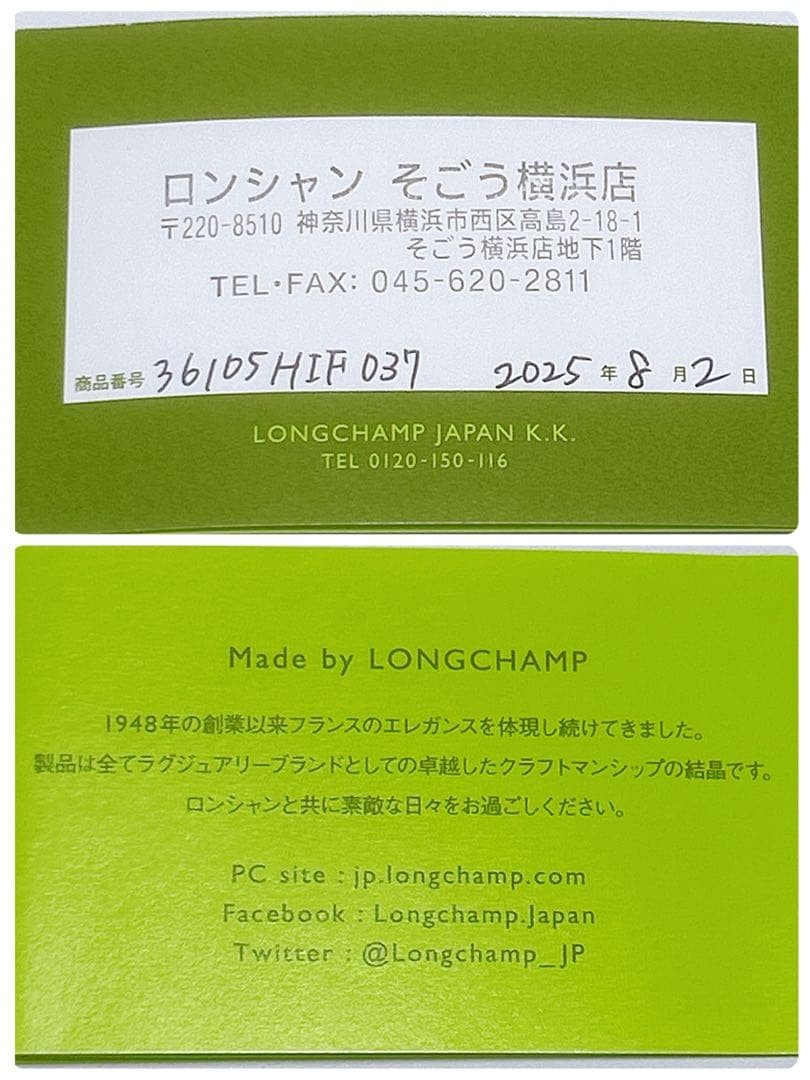 ロンシャン そごう横浜店
〒220-8510 神奈川県横浜市西区高島2-18-1
そごう横浜店地下1階
TEL・FAX: 045-620-2811
商品番号 36105HIF037 2025年8月2日
LONGCHAMP JAPAN K.K.
TEL 0120-150-116
Made by LONGCHAMP
1948年の創業以来フランスのエレガンスを体現し続けてきました。
製品は全てラグジュアリーブランドとしての卓越したクラフトマンシップの結晶です。
ロンシャンと共に素敵な日々をお過ごしください。
PC site : jp.longchamp.com
Facebook : Longchamp.Japan
Twitter : @Longchamp_JP